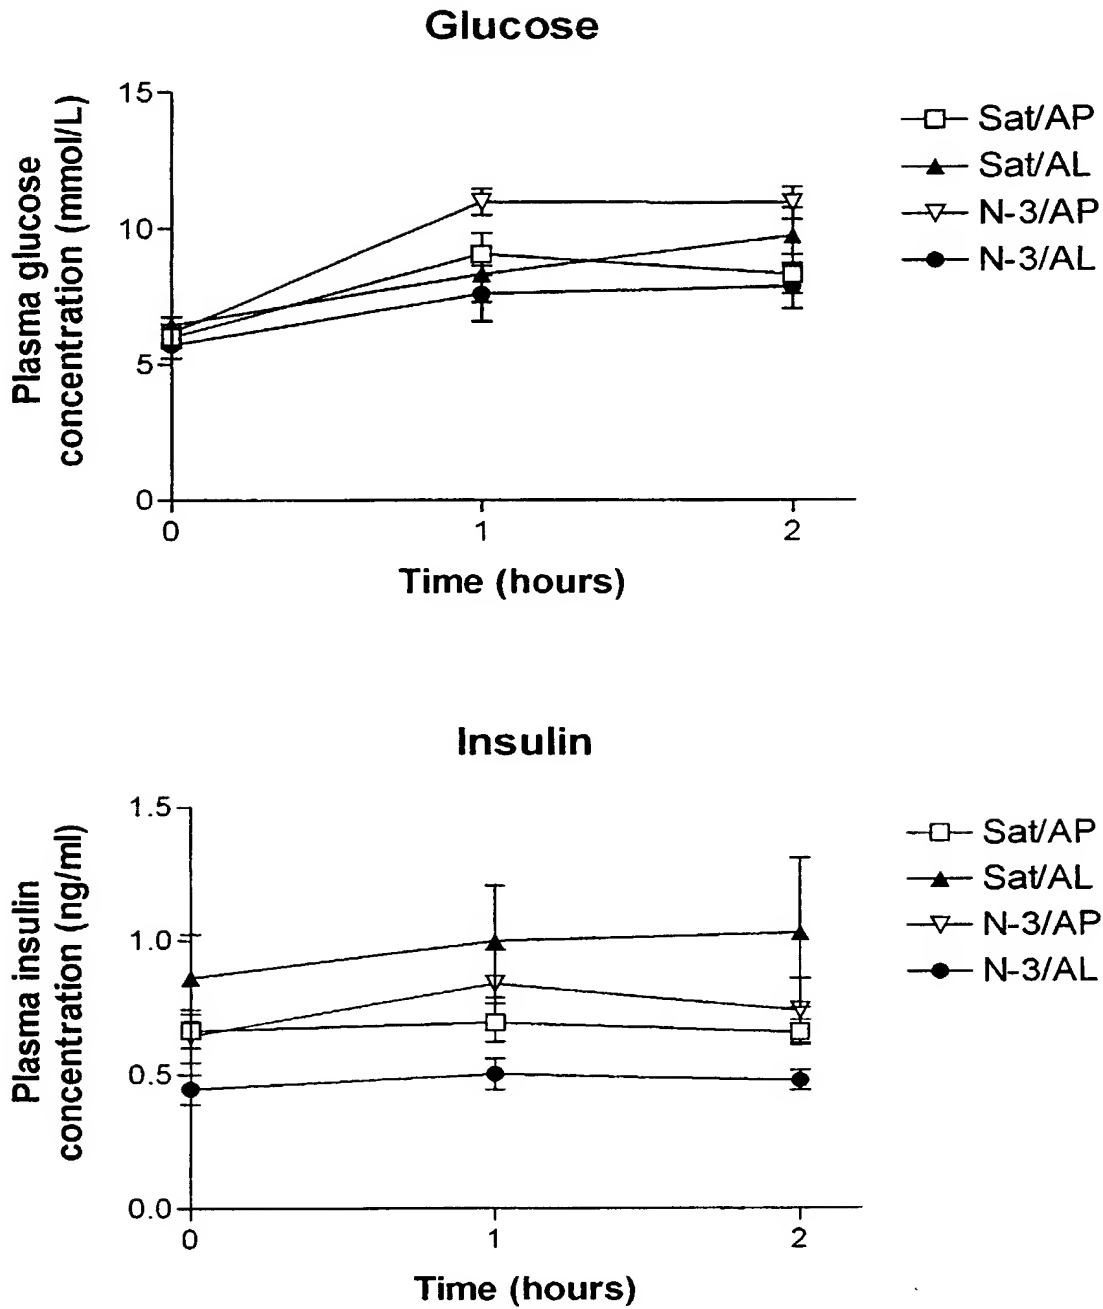 Glucose
Plasma glucose
concentration (mmol/L)
15
10
5
0
0
1
2
Time (hours)
Sat/AP
Sat/AL
N-3/AP
N-3/AL
Insulin
Plasma insulin
concentration (ng/ml)
1.5
1.0
0.5
0.0
0
1
2
Time (hours)
Sat/AP
Sat/AL
N-3/AP
N-3/AL